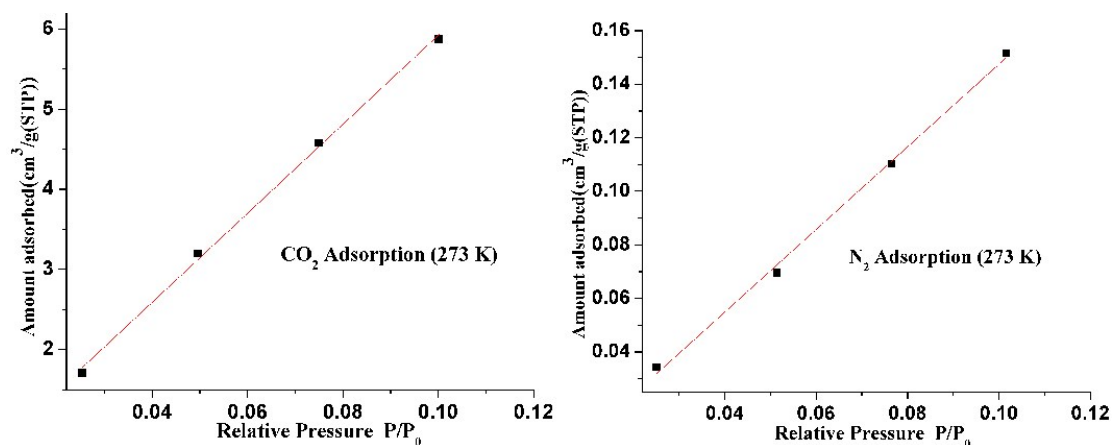 6
5
4
3
2
Amount adsorbed(cm³/g(STP))
CO₂ Adsorption (273 K)
0.04 0.06 0.08 0.10 0.12
Relative Pressure P/P₀
0.16
0.14
0.12
0.10
0.08
0.06
0.04
Amount adsorbed(cm³/g(STP))
N₂ Adsorption (273 K)
0.04 0.06 0.08 0.10 0.12
Relative Pressure P/P₀